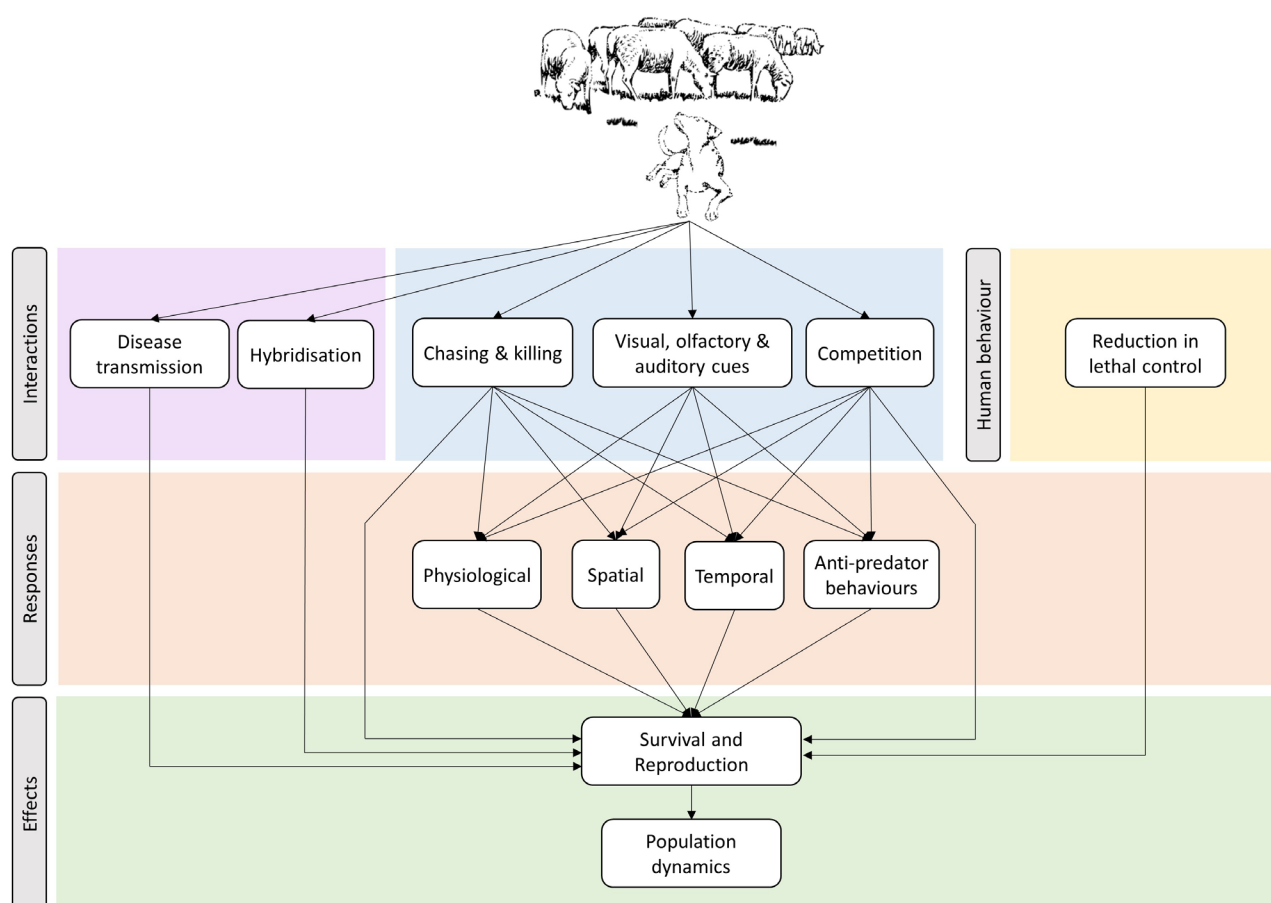 Interactions
Disease
transmission
Hybridisation
Chasing & killing
Visual, olfactory &
auditory cues
Competition
Human behaviour
Reduction in
lethal control
Responses
Physiological
Spatial
Temporal
Anti-predator
behaviours
Effects
Survival and
Reproduction
Population
dynamics